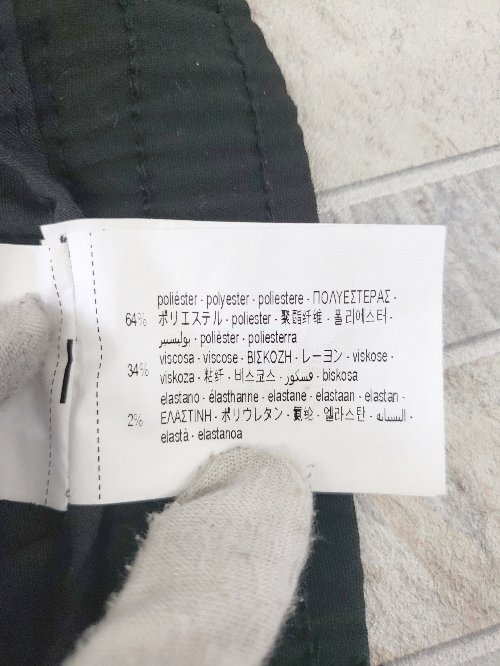 poliéster · polyester · poliestere · ΠΟΛΥΕΣΤΕΡΑΣ ·
64% ポリエステル · poliester · 聚酯纤维 · 폴리에스터 ·
بوليستير · polièster · poliesterra
viscosa · viscose · ΒΙΣΚΟΖΗ · レーヨン · viskose ·
34% viskoza · 粘纤 · 비스코스 · فسكوز · biskosa
elastano · élasthanne · elastane · elastaan · elastan ·
2% ΕΛΑΣΤΙΝΗ · ポリウレタン · 氨纶 · 엘라스탄 ·
elastà · elastanoa